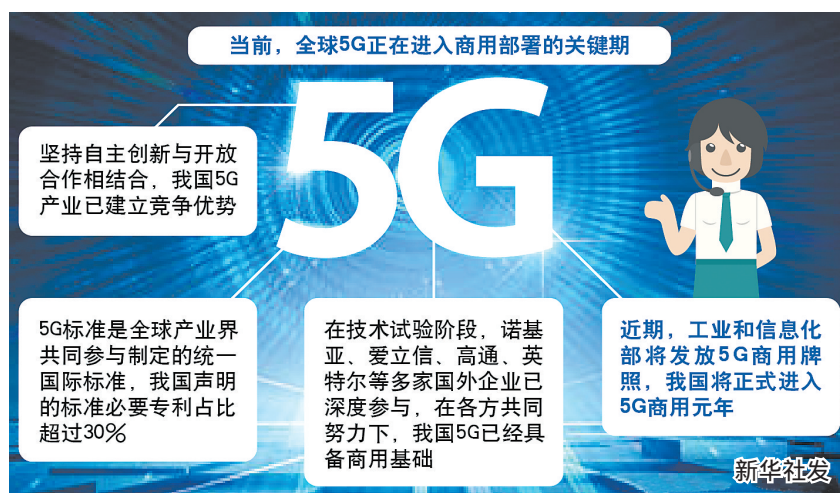 当前，全球5G正在进入商用部署的关键期
5G
坚持自主创新与开放
合作相结合，我国5G
产业已建立竞争优势
5G标准是全球产业界
共同参与制定的统一
国际标准，我国声明
的标准必要专利占比
超过30%
在技术试验阶段，诺基
亚、爱立信、高通、英
特尔等多家国外企业已
深度参与，在各方共同
努力下，我国5G已经具
备商用基础
近期，工业和信息化
部将发放5G商用牌
照，我国将正式进入
5G商用元年
新华社发